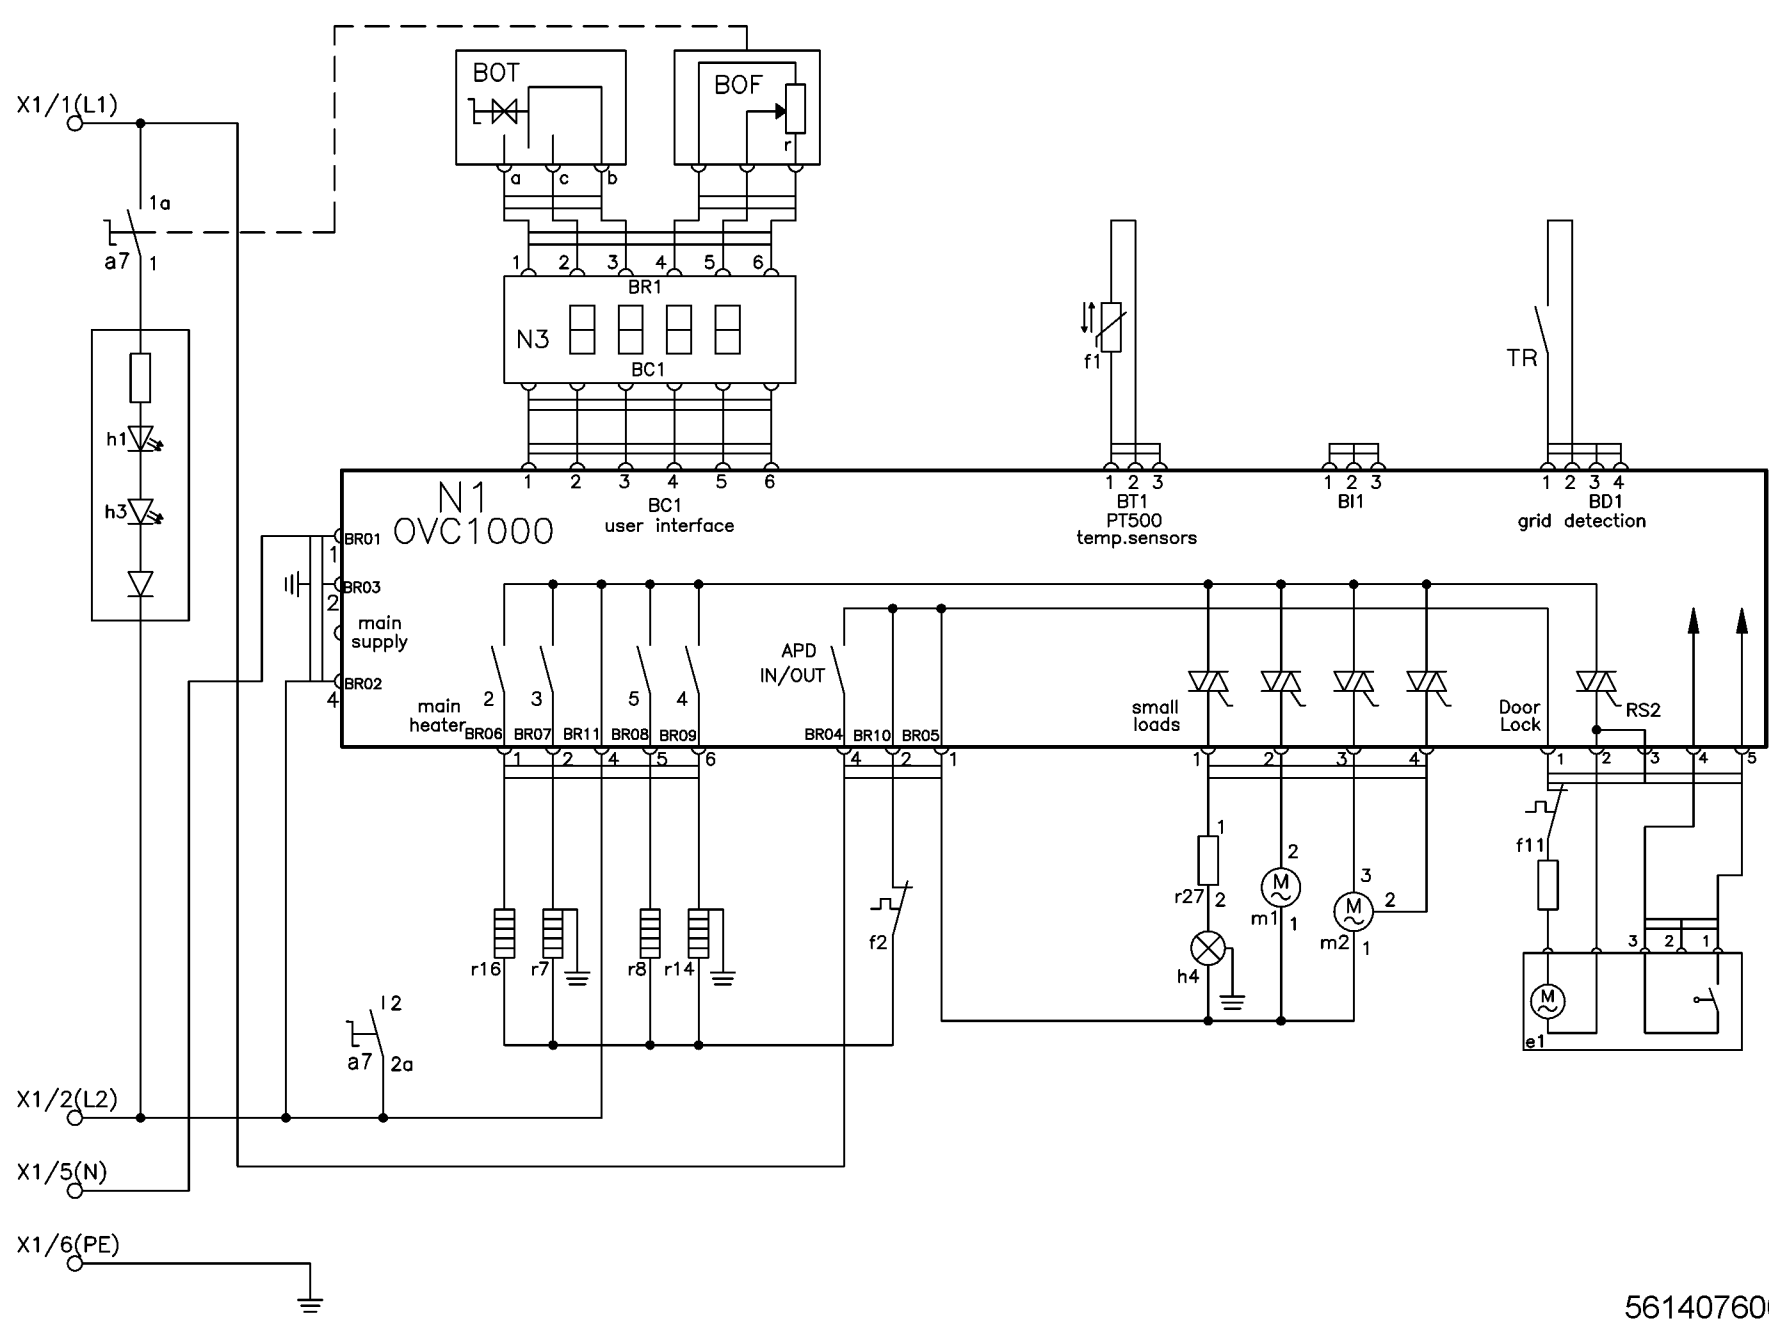 BOT
BOF
X1/1(L1)
r
a c b
1a
a7 1
1 2 3 4 5 6
BR1
N3
BC1
f1
TR
h1
h3
1 2 3 4 5 6
BC1
user interface
N1
OVC1000
1 2 3
BT1
PT500
temp.sensors
1 2 3
BI1
1 2 3 4
BD1
grid detection
BR01
1
BR03
2
main
supply
BR02
4
2 3 5 4
main
heater
BR06 BR07 BR11 BR08 BR09
APD
IN/OUT
BR04 BR10 BR05
small
loads
Door
Lock
RS2
1 2 4 5 6
4 2 1
1 2 3 4
1 2 3 4 5
1
r27 2
2
M
m1 1
3
M 2
m2 1
h4
f11
f2
r16 r7 r8 r14
3 2 1
M
e1
12
a7 2a
X1/2(L2)
X1/5(N)
X1/6(PE)